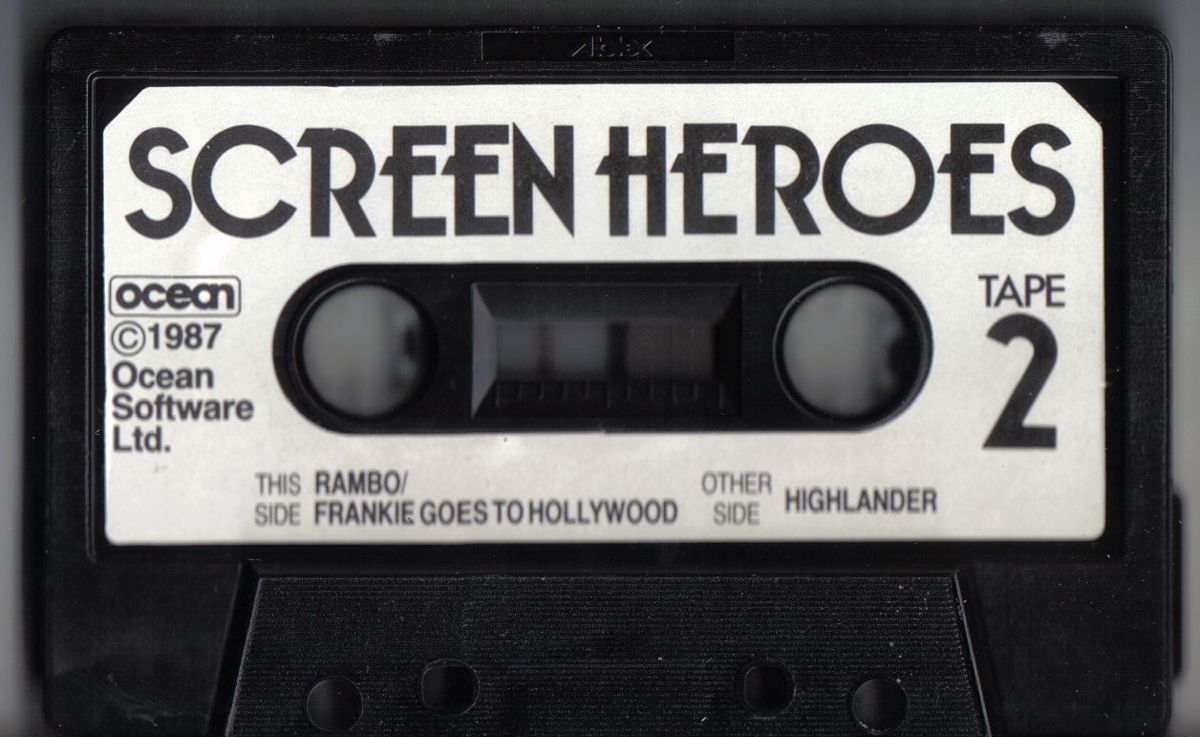 Ablex
SCREEN HEROES
ocean
©1987
Ocean
Software
Ltd.
TAPE
2
THIS SIDE
RAMBO/
FRANKIE GOES TO HOLLYWOOD
OTHER SIDE
HIGHLANDER